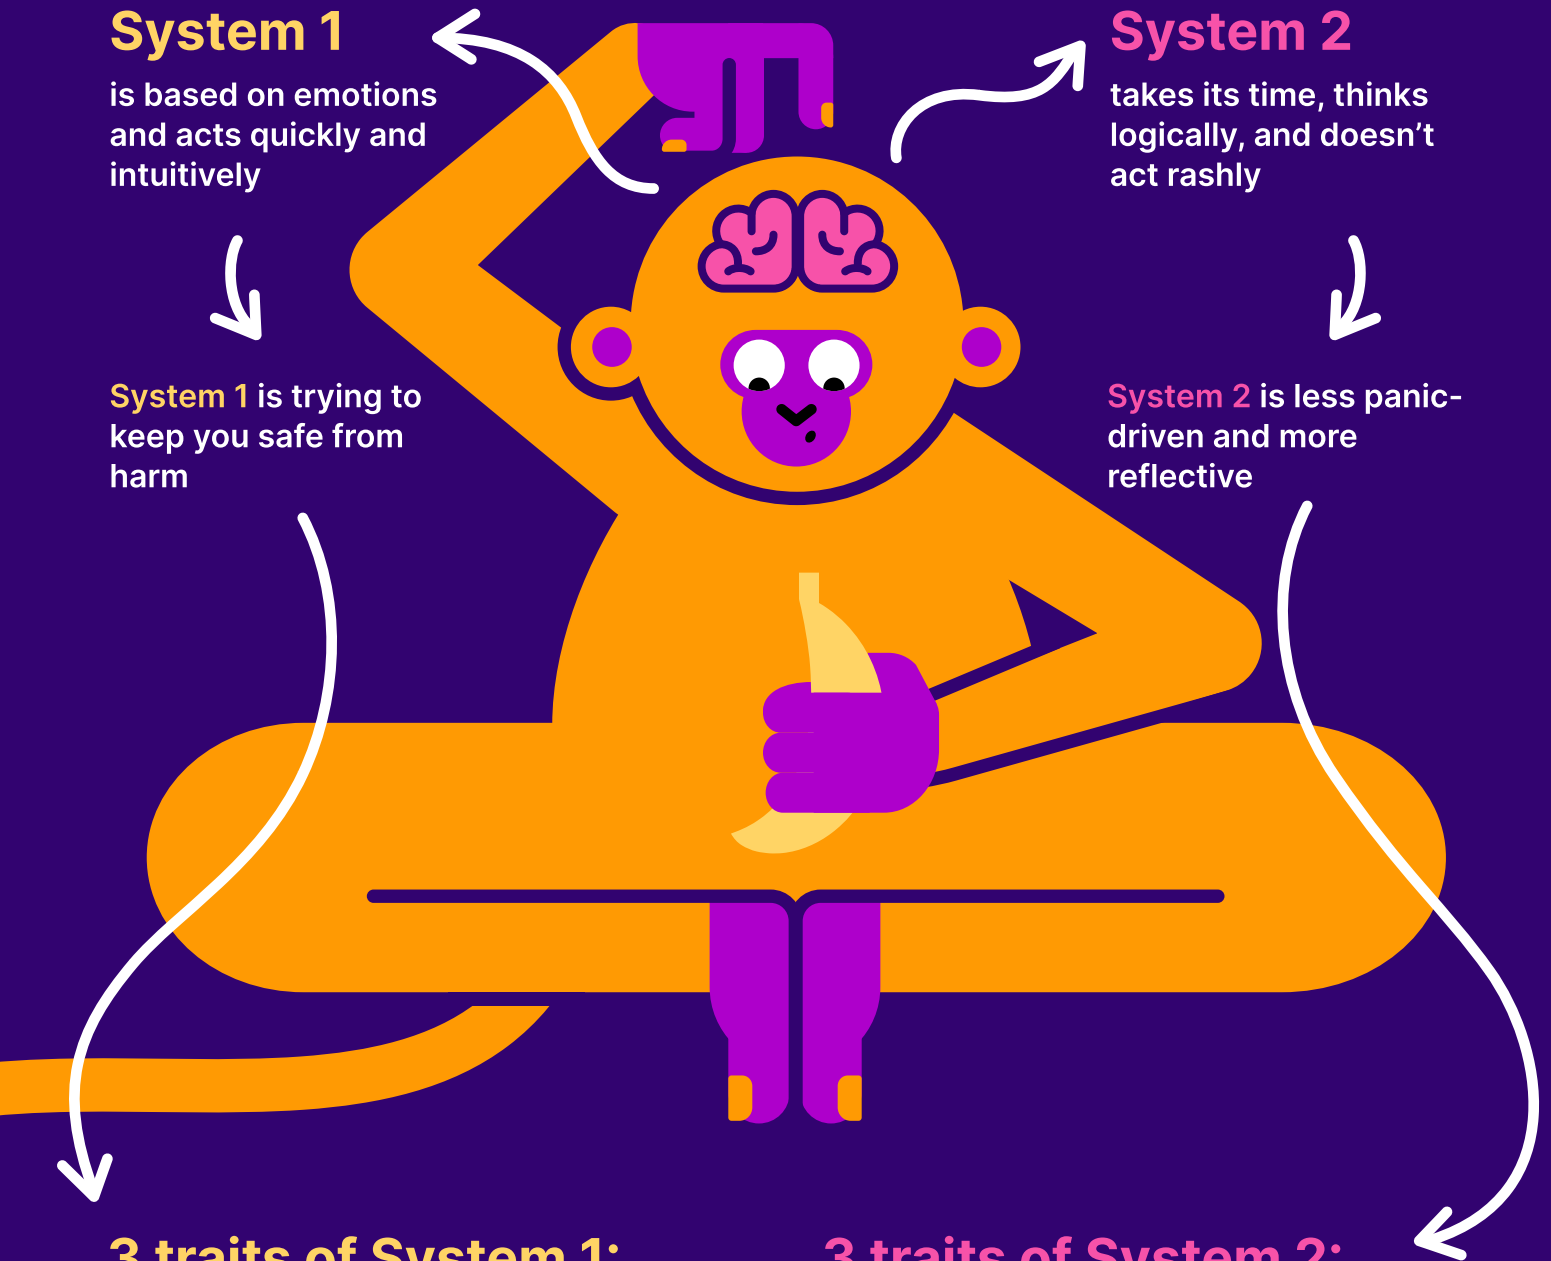 System 1
is based on emotions
and acts quickly and
intuitively
System 1 is trying to
keep you safe from
harm
System 2
takes its time, thinks
logically, and doesn’t
act rashly
System 2 is less panic-
driven and more
reflective
3 traits of System 1:
3 traits of System 2: